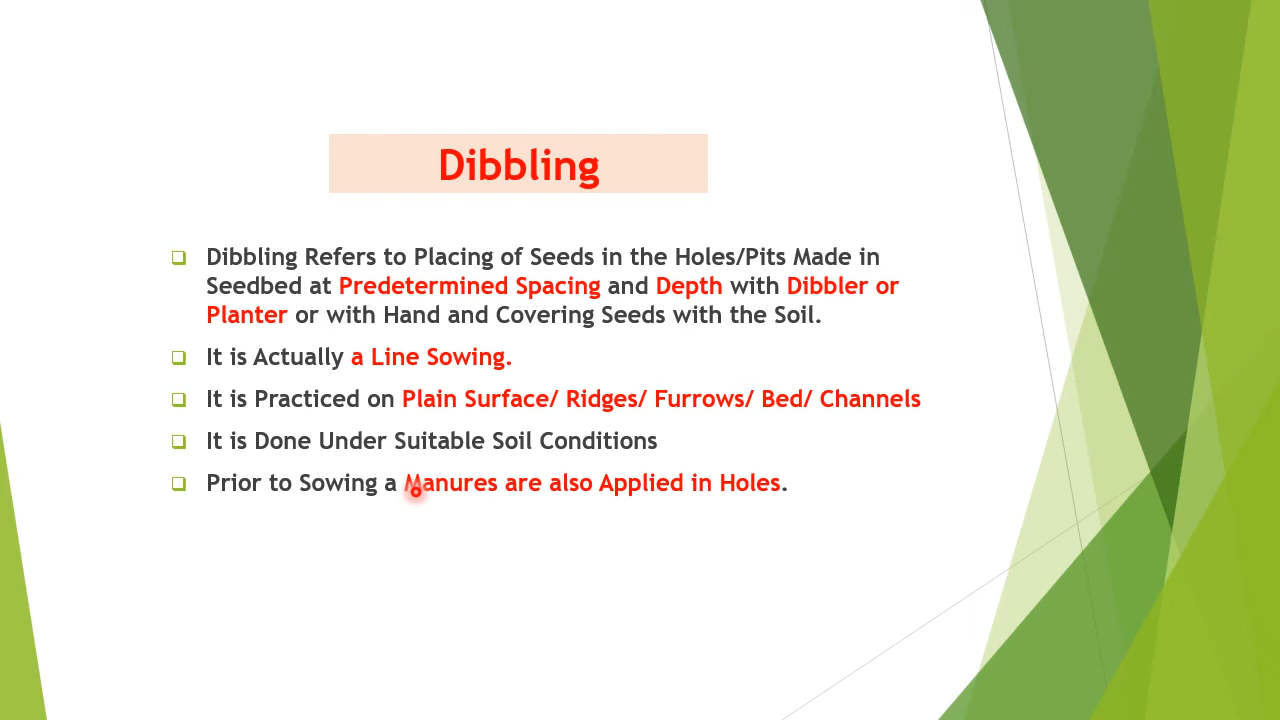 Dibbling
Dibbling Refers to Placing of Seeds in the Holes/Pits Made in
Seedbed at Predetermined Spacing and Depth with Dibbler or
Planter or with Hand and Covering Seeds with the Soil.
It is Actually a Line Sowing.
It is Practiced on Plain Surface/ Ridges/ Furrows/ Bed/ Channels
It is Done Under Suitable Soil Conditions
Prior to Sowing a Manures are also Applied in Holes.